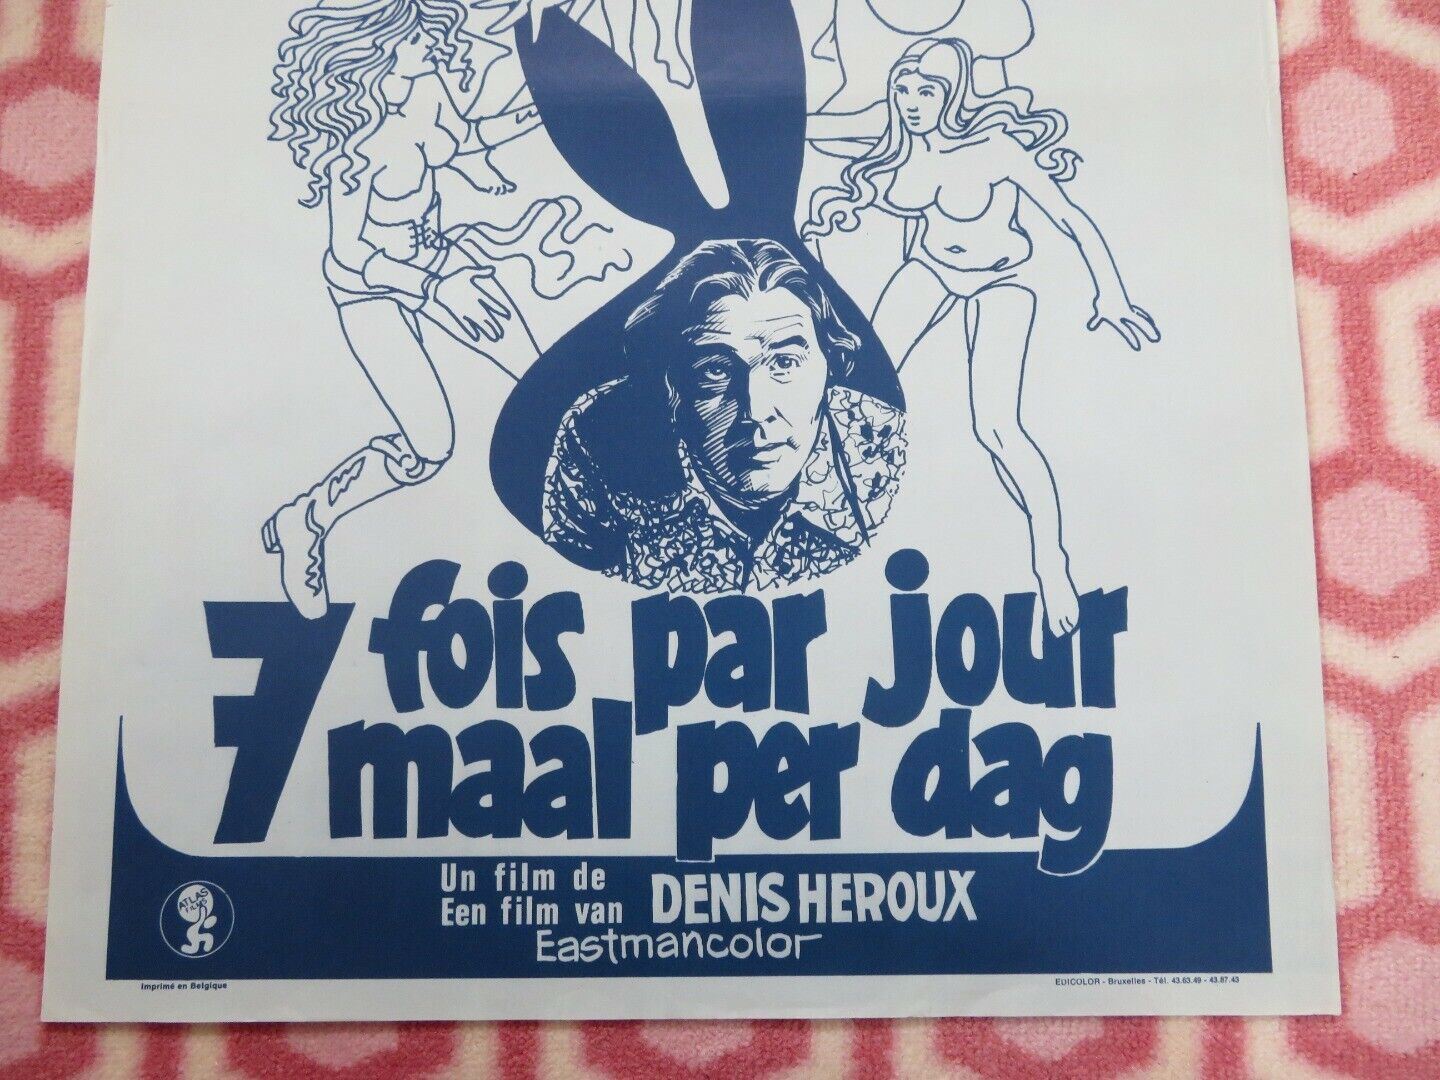 7 fois par jour
7 maal per dag
Un film de
Een film van
DENIS HEROUX
Eastmancolor
ATLAS
FILMS
Imprimé en Belgique
EDICOLOR - Bruxelles - Tél. 43.63.49 - 43.87.43